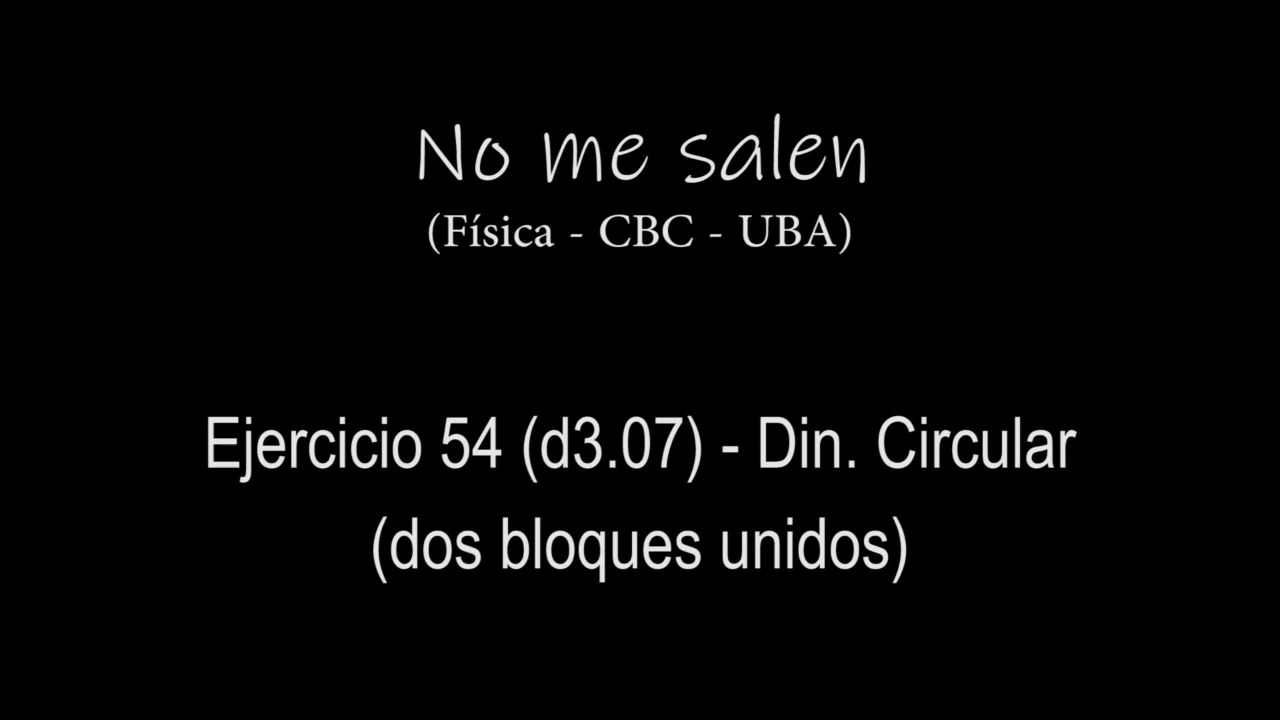 No me salen
(Física - CBC - UBA)
Ejercicio 54 (d3.07) - Din. Circular
(dos bloques unidos)